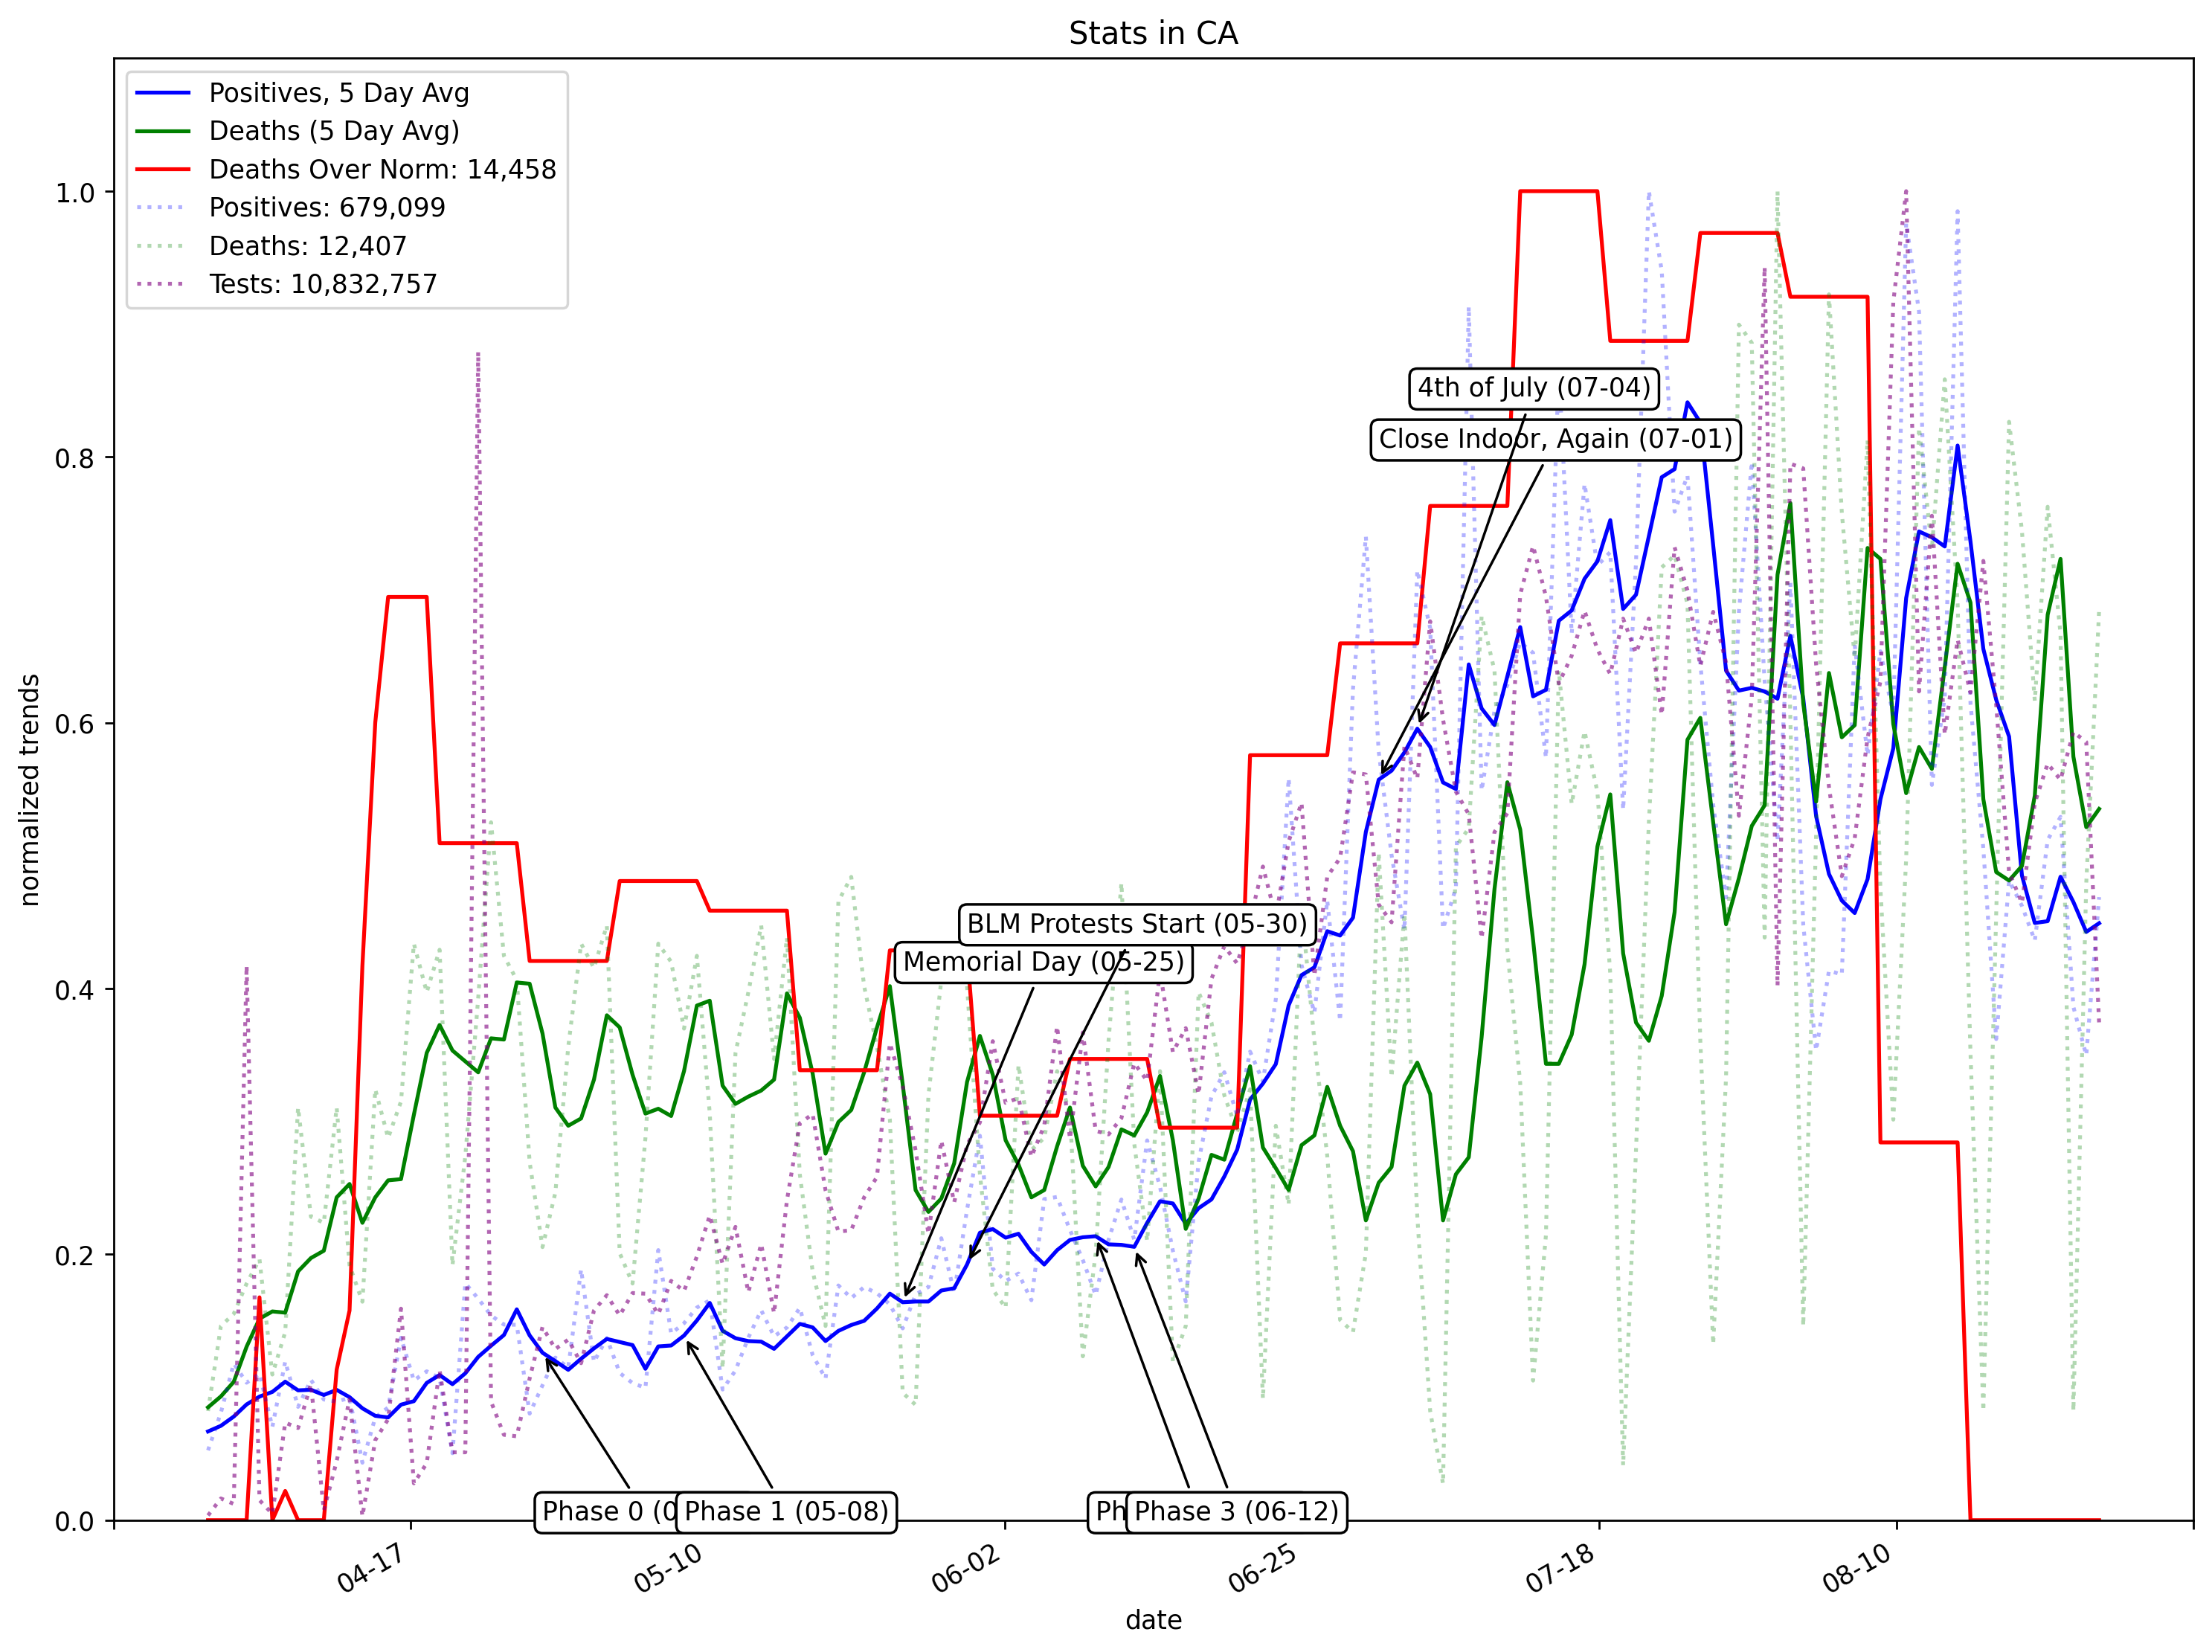 Stats in CA
Positives, 5 Day Avg
Deaths (5 Day Avg)
Deaths Over Norm: 14,458
Positives: 679,099
Deaths: 12,407
Tests: 10,832,757
1.0
0.8
0.6
0.4
0.2
0.0
normalized trends
4th of July (07-04)
Close Indoor, Again (07-01)
BLM Protests Start (05-30)
Memorial Day (05-25)
Phase 0 (0
Phase 1 (05-08)
Ph
Phase 3 (06-12)
04-17
05-10
06-02
06-25
07-18
08-10
date